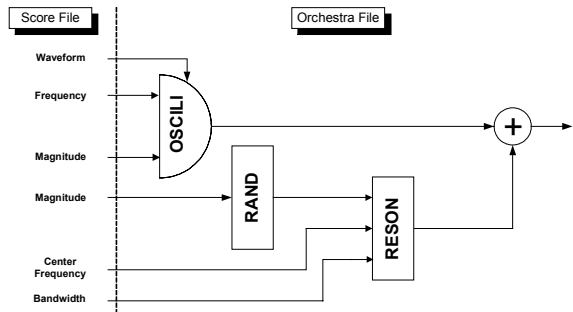 Score File
Orchestra File
Waveform
Frequency
OSCILI
Magnitude
Magnitude
RAND
RESON
+
Center
Frequency
Bandwidth